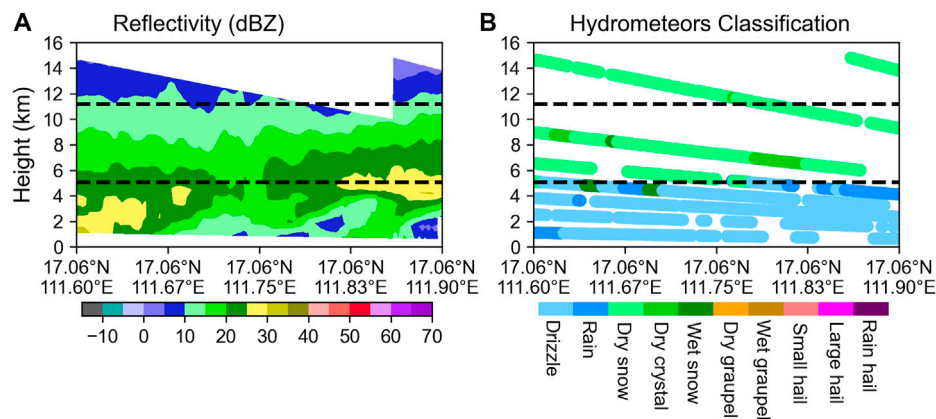 A Reflectivity (dBZ)
B Hydrometeors Classification
Height (km)
16
14
12
10
8
6
4
2
0
16
14
12
10
8
6
4
2
0
17.06°N 17.06°N 17.06°N 17.06°N 17.06°N
111.60°E 111.67°E 111.75°E 111.83°E 111.90°E
17.06°N 17.06°N 17.06°N 17.06°N 17.06°N
111.60°E 111.67°E 111.75°E 111.83°E 111.90°E
−10 0 10 20 30 40 50 60 70
Drizzle
Rain
Dry snow
Dry crystal
Wet snow
Dry graupel
Wet graupel
Small hail
Large hail
Rain hail